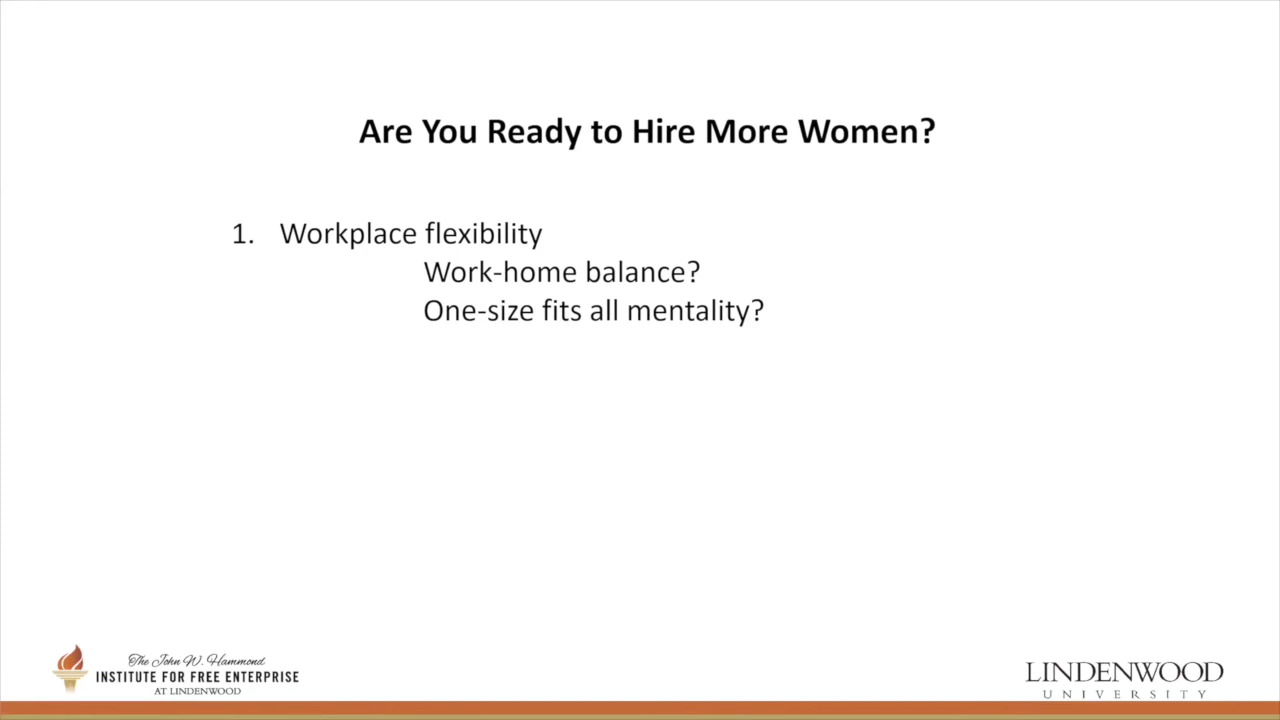 Are You Ready to Hire More Women?
1. Workplace flexibility
Work-home balance?
One-size fits all mentality?
The John W. Hammond
INSTITUTE FOR FREE ENTERPRISE
AT LINDENWOOD
LINDENWOOD
UNIVERSITY